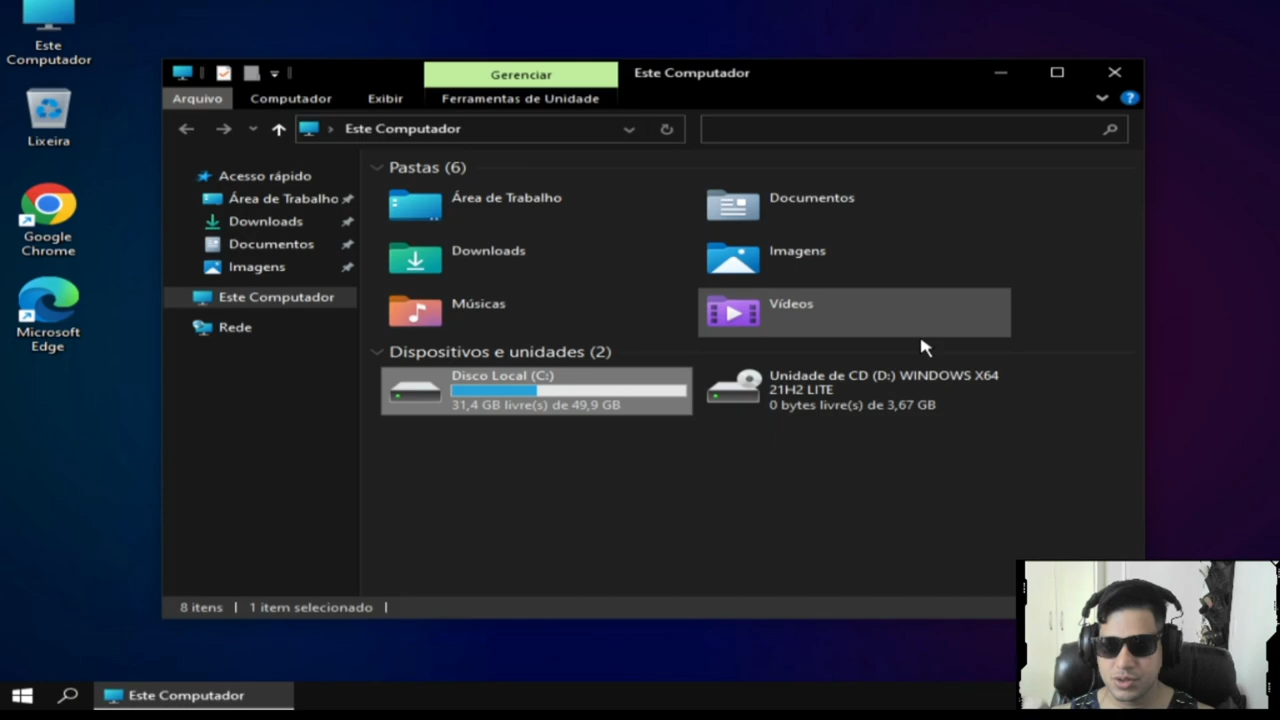 Este
Computador
Lixeira
Google
Chrome
Microsoft
Edge
Gerenciar
Este Computador
Arquivo
Computador
Exibir
Ferramentas de Unidade
?
Este Computador
Acesso rápido
Área de Trabalho
Downloads
Documentos
Imagens
Este Computador
Rede
Pastas (6)
Área de Trabalho
Documentos
Downloads
Imagens
Músicas
Vídeos
Dispositivos e unidades (2)
Disco Local (C:)
31,4 GB livre(s) de 49,9 GB
Unidade de CD (D:) WINDOWS X64
21H2 LITE
0 bytes livre(s) de 3,67 GB
8 itens
1 item selecionado
Este Computador